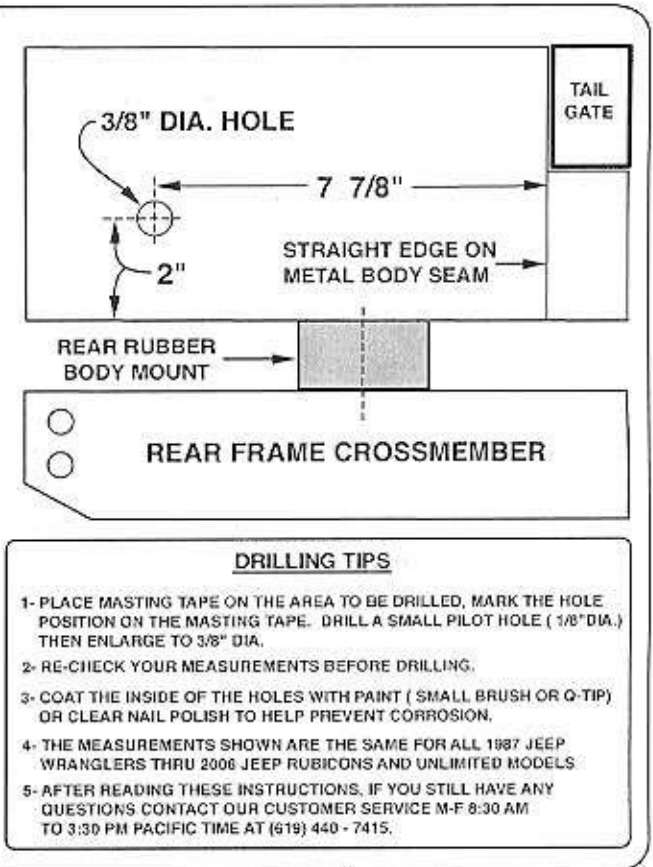 TAIL
GATE
3/8" DIA. HOLE
7 7/8"
2"
STRAIGHT EDGE ON
METAL BODY SEAM
REAR RUBBER
BODY MOUNT
REAR FRAME CROSSMEMBER
DRILLING TIPS
1- PLACE MASTING TAPE ON THE AREA TO BE DRILLED, MARK THE HOLE
POSITION ON THE MASTING TAPE. DRILL A SMALL PILOT HOLE ( 1/8"DIA.)
THEN ENLARGE TO 3/8" DIA.
2- RE-CHECK YOUR MEASUREMENTS BEFORE DRILLING.
3- COAT THE INSIDE OF THE HOLES WITH PAINT ( SMALL BRUSH OR Q-TIP)
OR CLEAR NAIL POLISH TO HELP PREVENT CORROSION.
4- THE MEASUREMENTS SHOWN ARE THE SAME FOR ALL 1987 JEEP
WRANGLERS THRU 2006 JEEP RUBICONS AND UNLIMITED MODELS
5- AFTER READING THESE INSTRUCTIONS, IF YOU STILL HAVE ANY
QUESTIONS CONTACT OUR CUSTOMER SERVICE M-F 8:30 AM
TO 3:30 PM PACIFIC TIME AT (619) 440 - 7415.